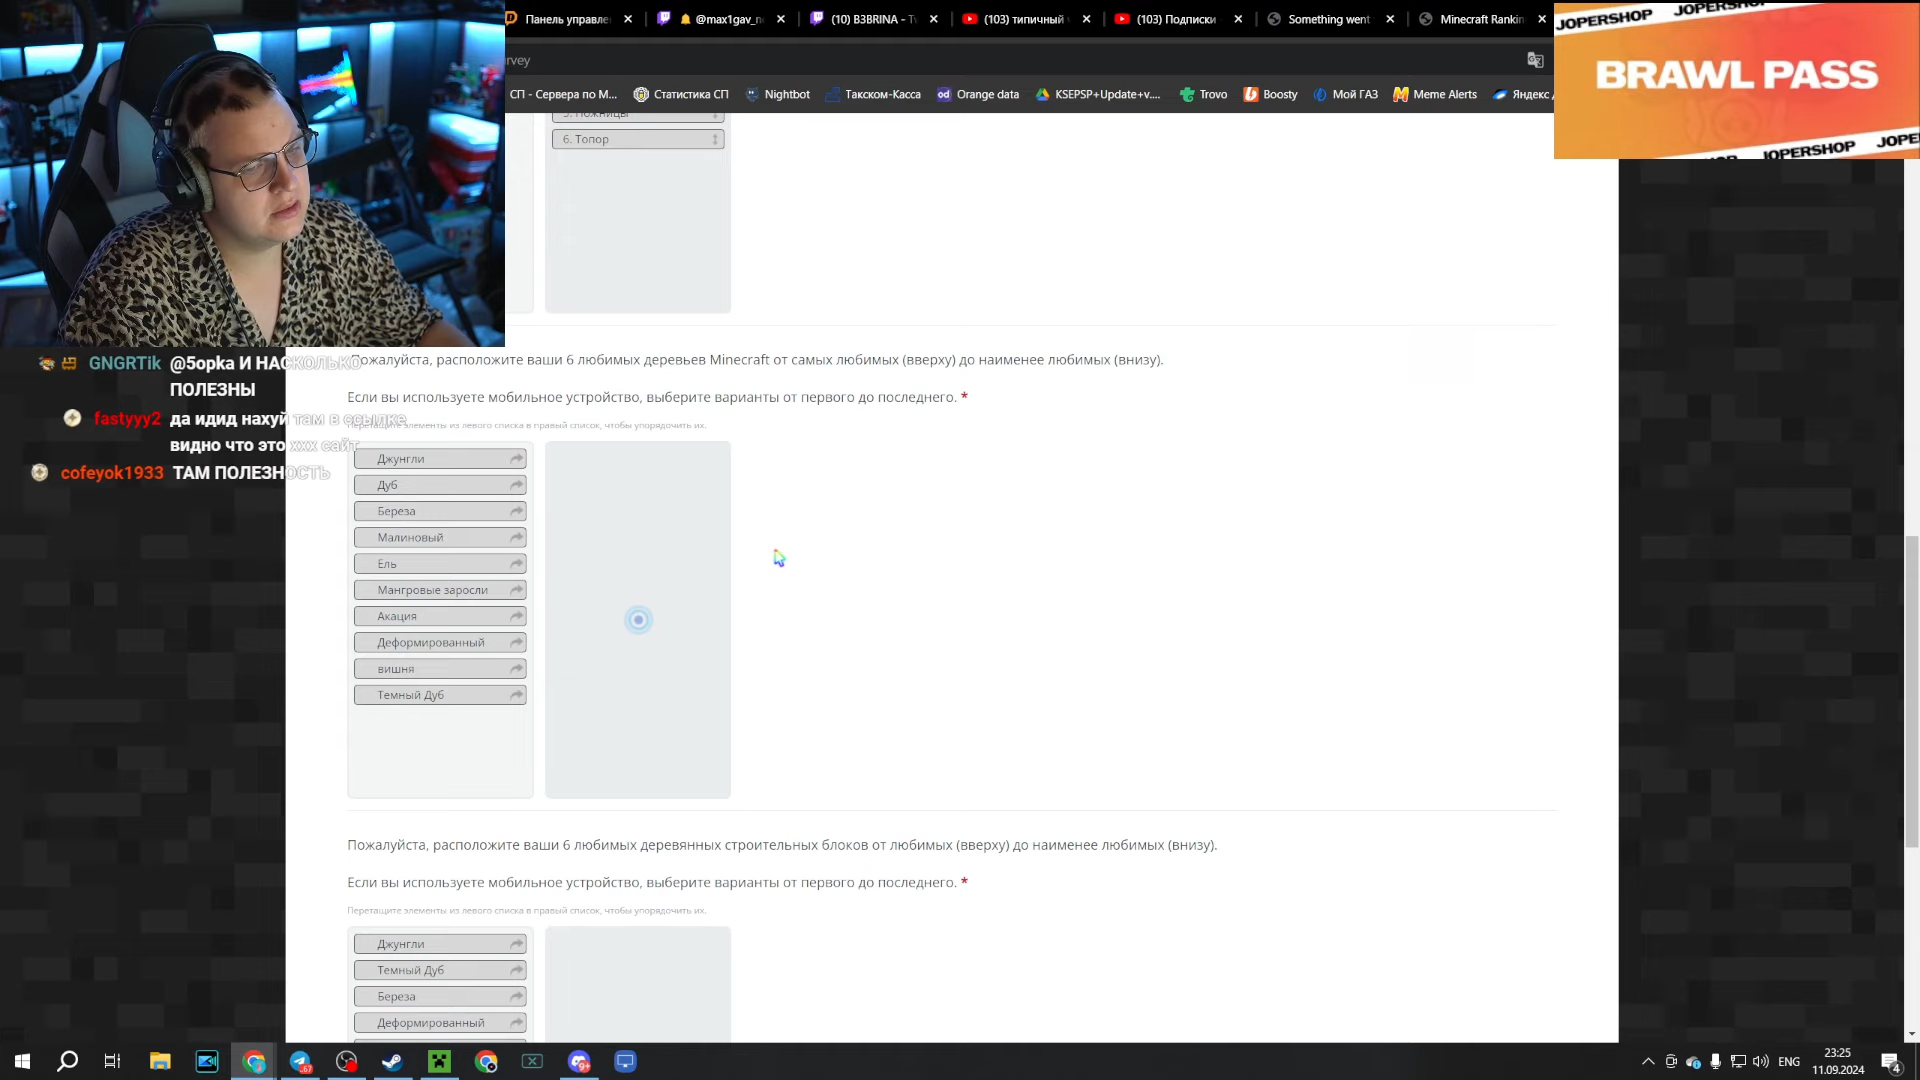 Панель управле
@max1gav_n
(10) B3BRINA - Tw
(103) типичный
(103) Подписки
Something went
Minecraft Rankin
rvey
СП - Сервера по М...
Статистика СП
Nightbot
Такском-Касса
Orange data
KSEPSP+Update+v....
Trovo
Boosty
Мой ГАЗ
Meme Alerts
Яндекс
JOPERSHOP
BRAWL PASS
JOPERSHOP
5. Ножницы
6. Топор
Пожалуйста, расположите ваши 6 любимых деревьев Minecraft от самых любимых (вверху) до наименее любимых (внизу).
Если вы используете мобильное устройство, выберите варианты от первого до последнего. *
Перетащите элементы из левого списка в правый список, чтобы упорядочить их.
GNGRTik @5opka И НАСКОЛЬКО
ПОЛЕЗНЫ
fastyyy2 да идид нахуй там в ссылке
видно что это ххх сайт
cofeyok1933 ТАМ ПОЛЕЗНОСТЬ
Джунгли
Дуб
Береза
Малиновый
Ель
Мангровые заросли
Акация
Деформированный
вишня
Темный Дуб
Пожалуйста, расположите ваши 6 любимых деревянных строительных блоков от любимых (вверху) до наименее любимых (внизу).
Если вы используете мобильное устройство, выберите варианты от первого до последнего. *
Перетащите элементы из левого списка в правый список, чтобы упорядочить их.
Джунгли
Темный Дуб
Береза
Деформированный
ENG
23:25
11.09.2024
4